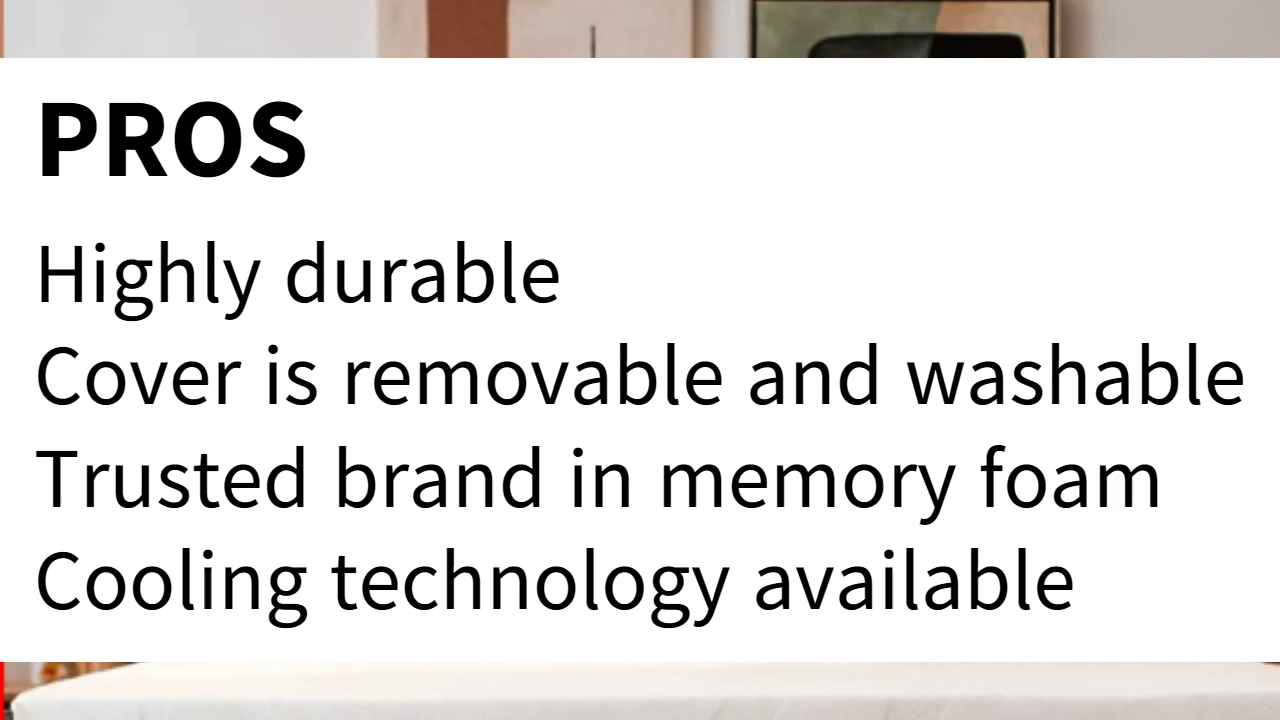 PROS
Highly durable
Cover is removable and washable
Trusted brand in memory foam
Cooling technology available